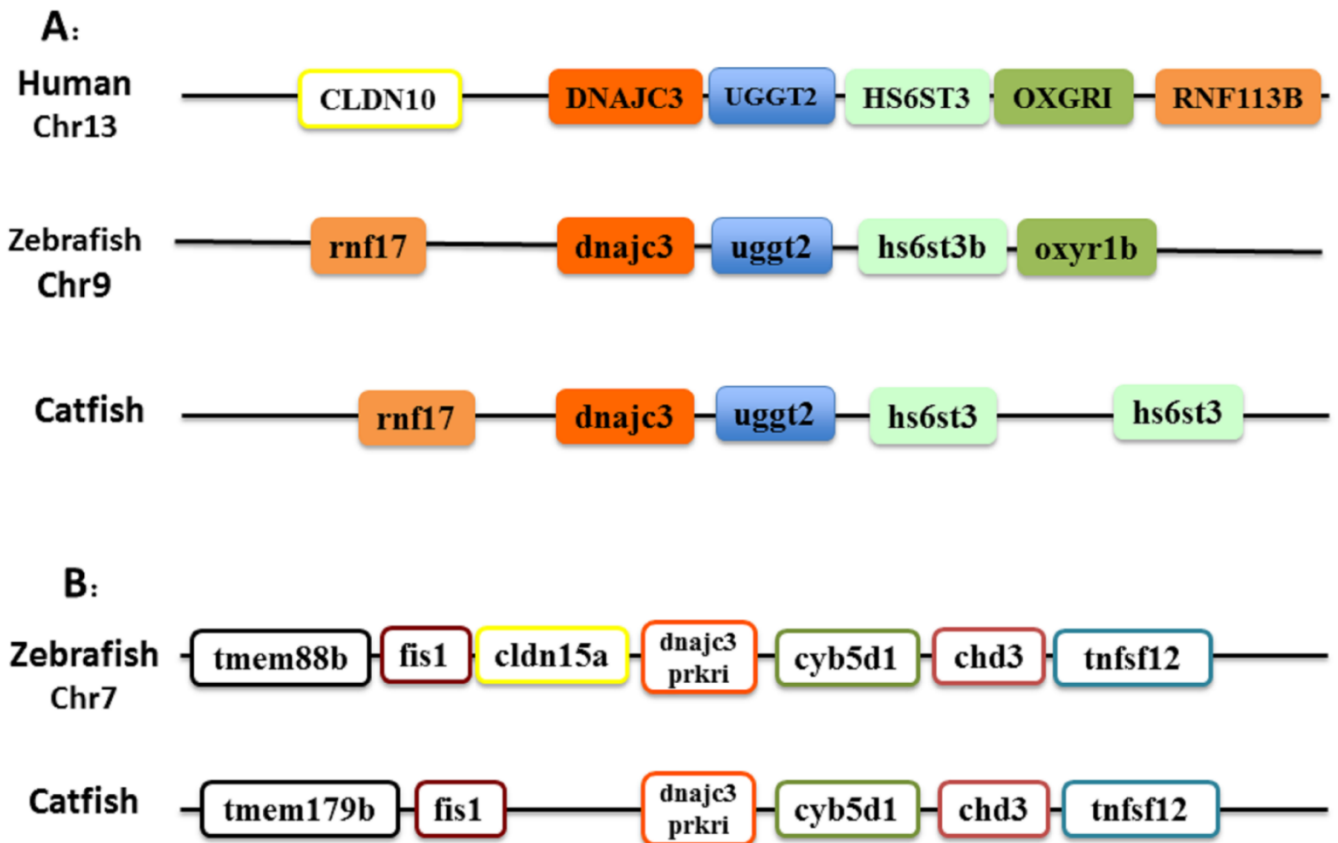 A:
Human
Chr13
CLDN10 DNAJC3 UGGT2 HS6ST3 OXGRI RNF113B
Zebrafish
Chr9
rnf17 dnajc3 uggt2 hs6st3b oxyr1b
Catfish
rnf17 dnajc3 uggt2 hs6st3 hs6st3
B:
Zebrafish
Chr7
tmem88b fis1 cldn15a dnajc3 prkri cyb5d1 chd3 tnfsf12
Catfish
tmem179b fis1 dnajc3 prkri cyb5d1 chd3 tnfsf12